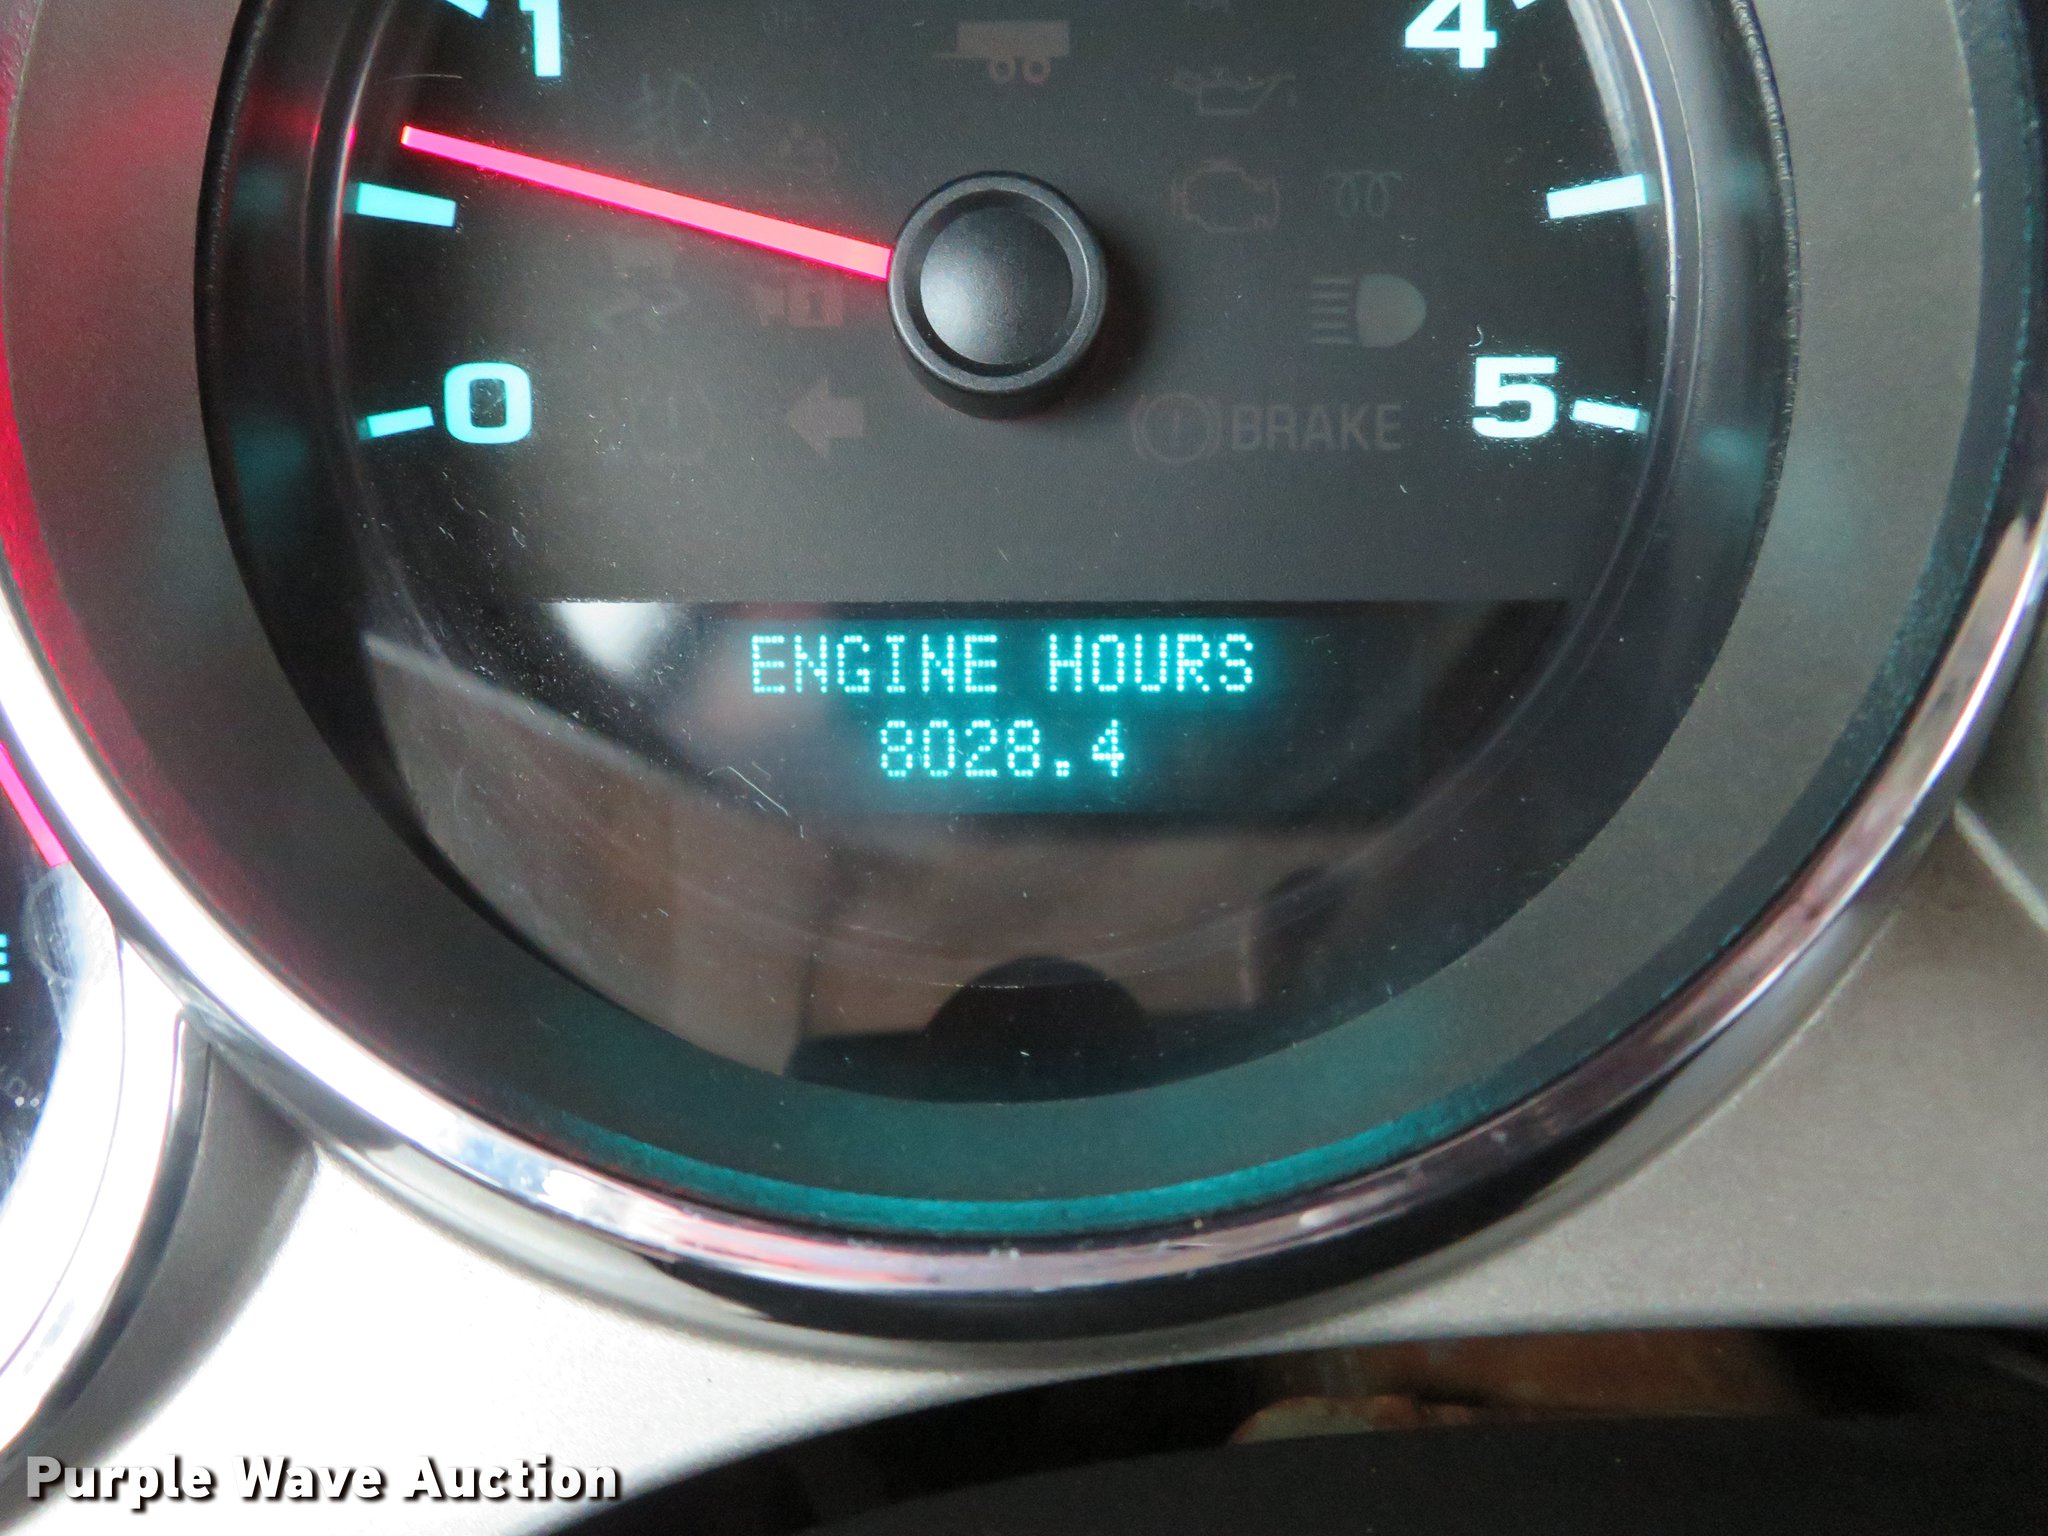 1 4
0 5
BRAKE
ENGINE HOURS
8028.4
E
Purple Wave Auction